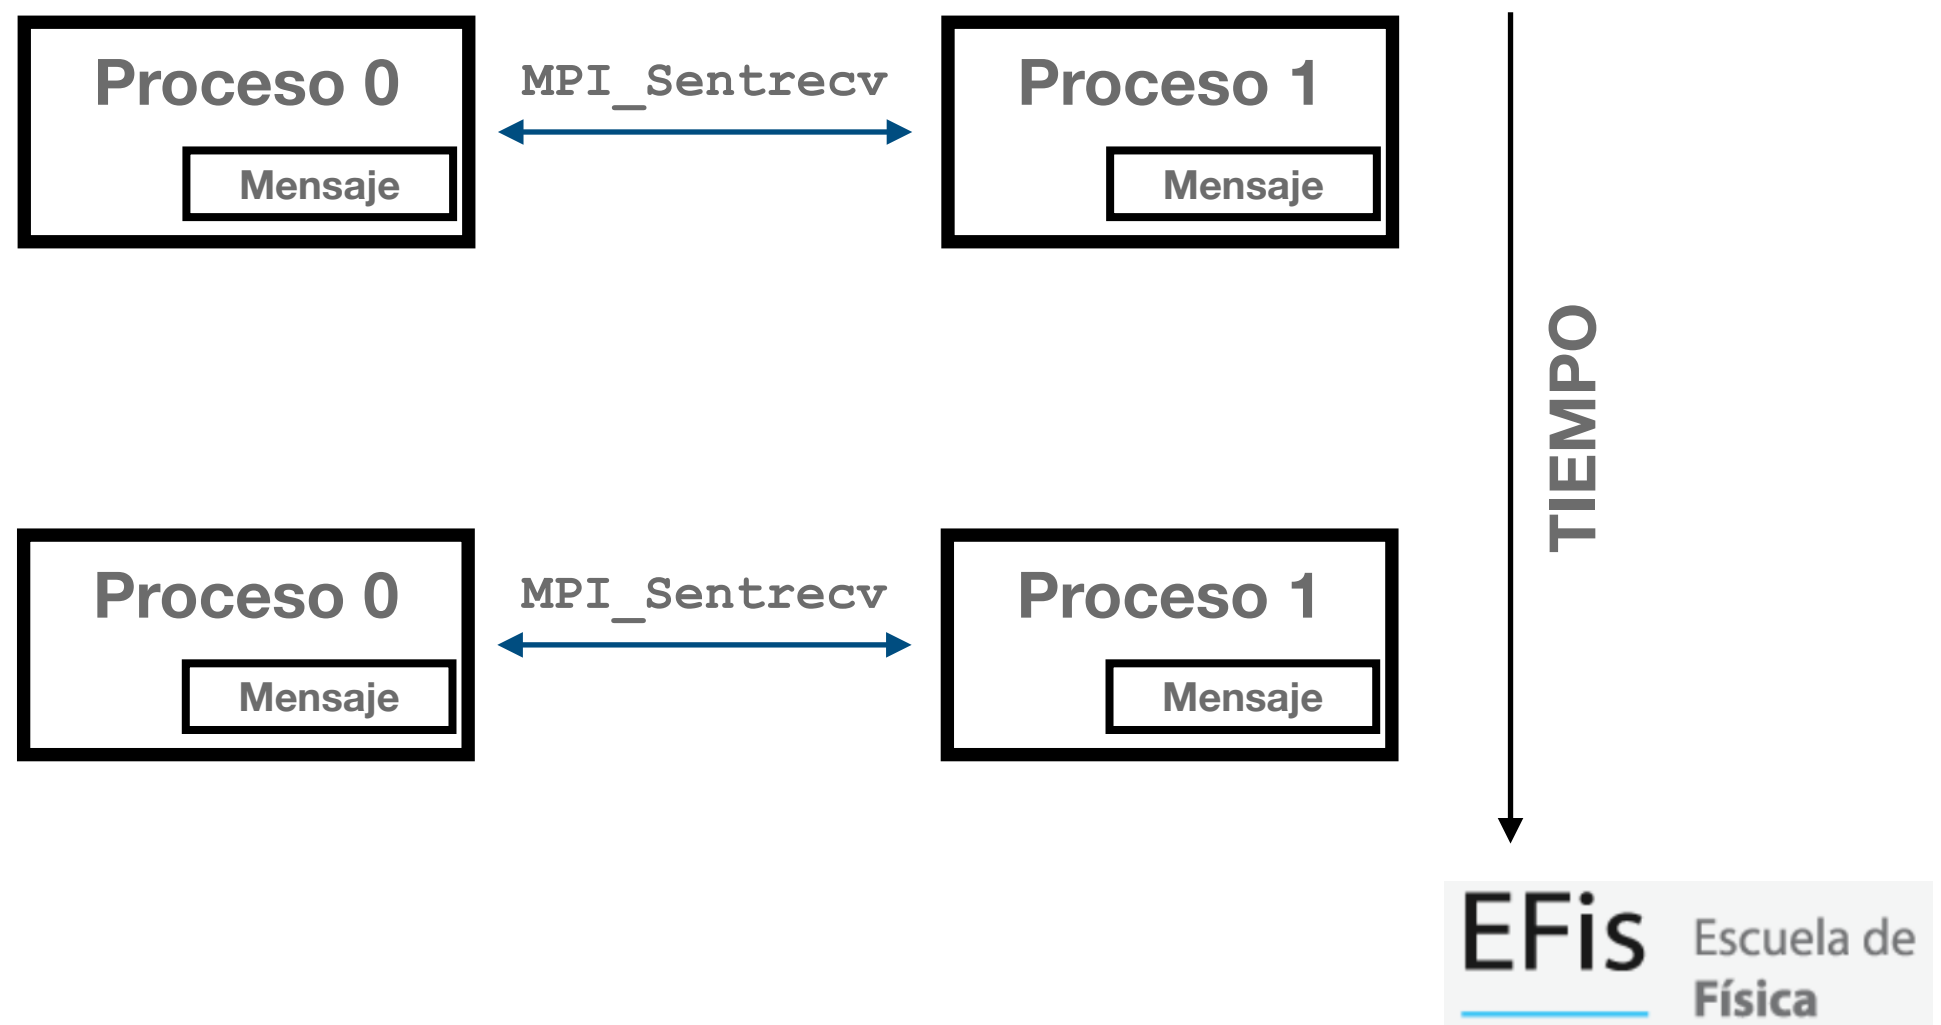 Proceso 0
MPI_Sentrecv
Proceso 1
Mensaje
Mensaje
TIEMPO
Proceso 0
MPI_Sentrecv
Proceso 1
Mensaje
Mensaje
EFis
Escuela de
Física